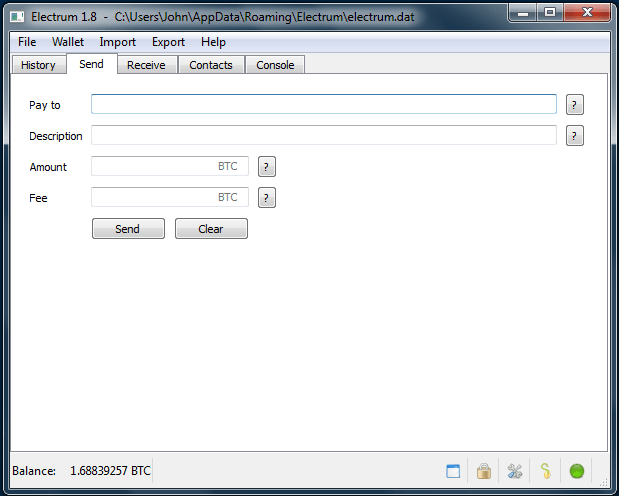 Electrum 1.8 - C:\Users\John\AppData\Roaming\Electrum\electrum.dat
File Wallet Import Export Help
History Send Receive Contacts Console
Pay to ?
Description ?
Amount BTC ?
Fee BTC ?
Send Clear
Balance: 1.68839257 BTC